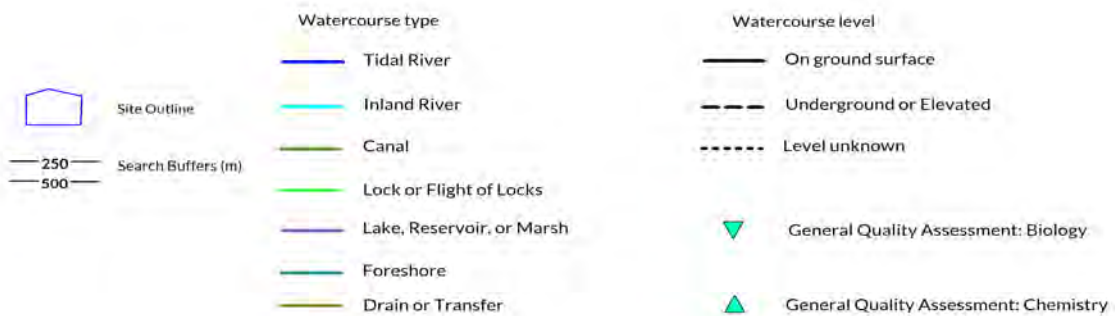 Watercourse type
Watercourse level
Tidal River
On ground surface
Site Outline
Inland River
Underground or Elevated
Canal
Level unknown
250
Search Buffers (m)
500
Lock or Flight of Locks
Lake, Reservoir, or Marsh
General Quality Assessment: Biology
Foreshore
Drain or Transfer
General Quality Assessment: Chemistry